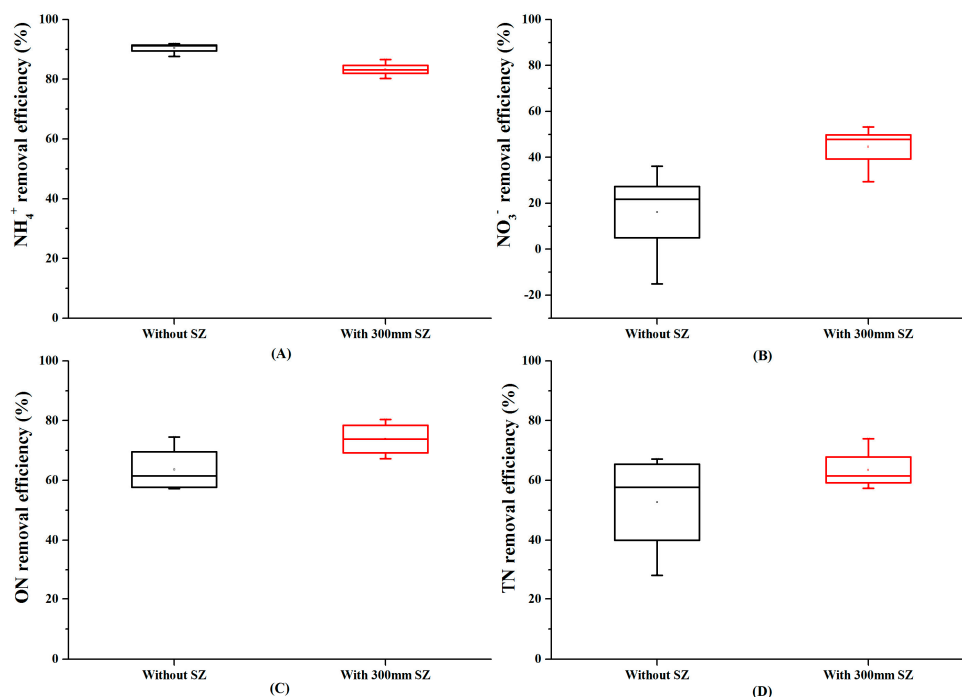 NH₄⁺ removal efficiency (%)
100
80
60
40
20
0
Without SZ
With 300mm SZ
(A)
NO₃⁻ removal efficiency (%)
100
80
60
40
20
0
-20
Without SZ
With 300mm SZ
(B)
ON removal efficiency (%)
100
80
60
40
20
0
Without SZ
With 300mm SZ
(C)
TN removal efficiency (%)
100
80
60
40
20
0
Without SZ
With 300mm SZ
(D)